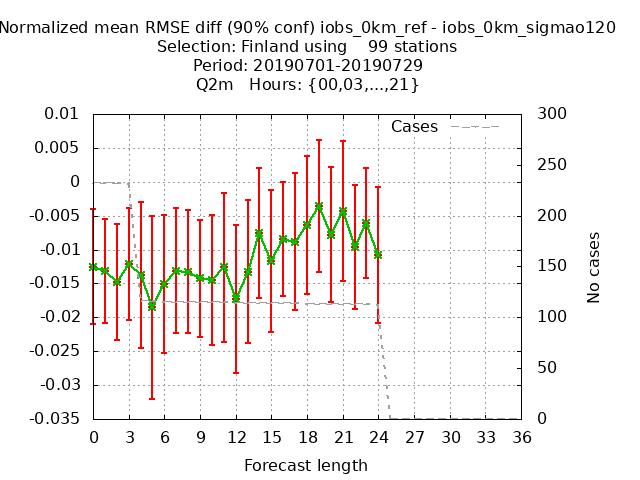 Normalized mean RMSE diff (90% conf) iobs_0km_ref - iobs_0km_sigmao120
Selection: Finland using 99 stations
Period: 20190701-20190729
Q2m Hours: {00,03,...,21}
0.01
0.005
0
-0.005
-0.01
-0.015
-0.02
-0.025
-0.03
-0.035
Cases
300
250
200
150
100
50
0
No cases
0 3 6 9 12 15 18 21 24 27 30 33 36
Forecast length